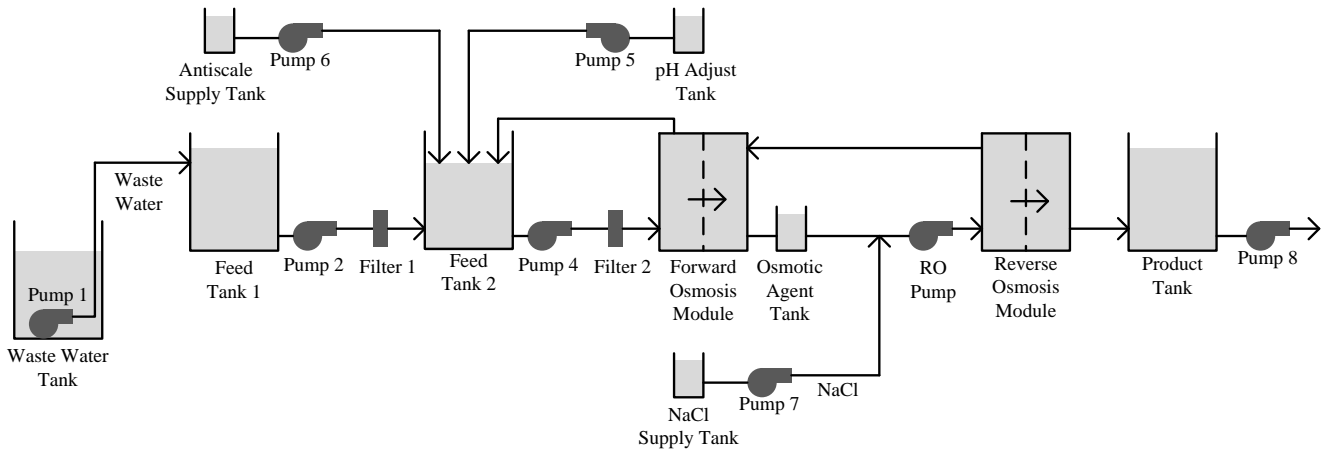 Antiscale
Supply Tank
Pump 6
Pump 5
pH Adjust
Tank
Waste
Water
Pump 1
Waste Water
Tank
Feed
Tank 1
Pump 2
Filter 1
Feed
Tank 2
Pump 4
Filter 2
Forward
Osmosis
Module
Osmotic
Agent
Tank
RO
Pump
Reverse
Osmosis
Module
Product
Tank
Pump 8
NaCl
Supply Tank
Pump 7
NaCl